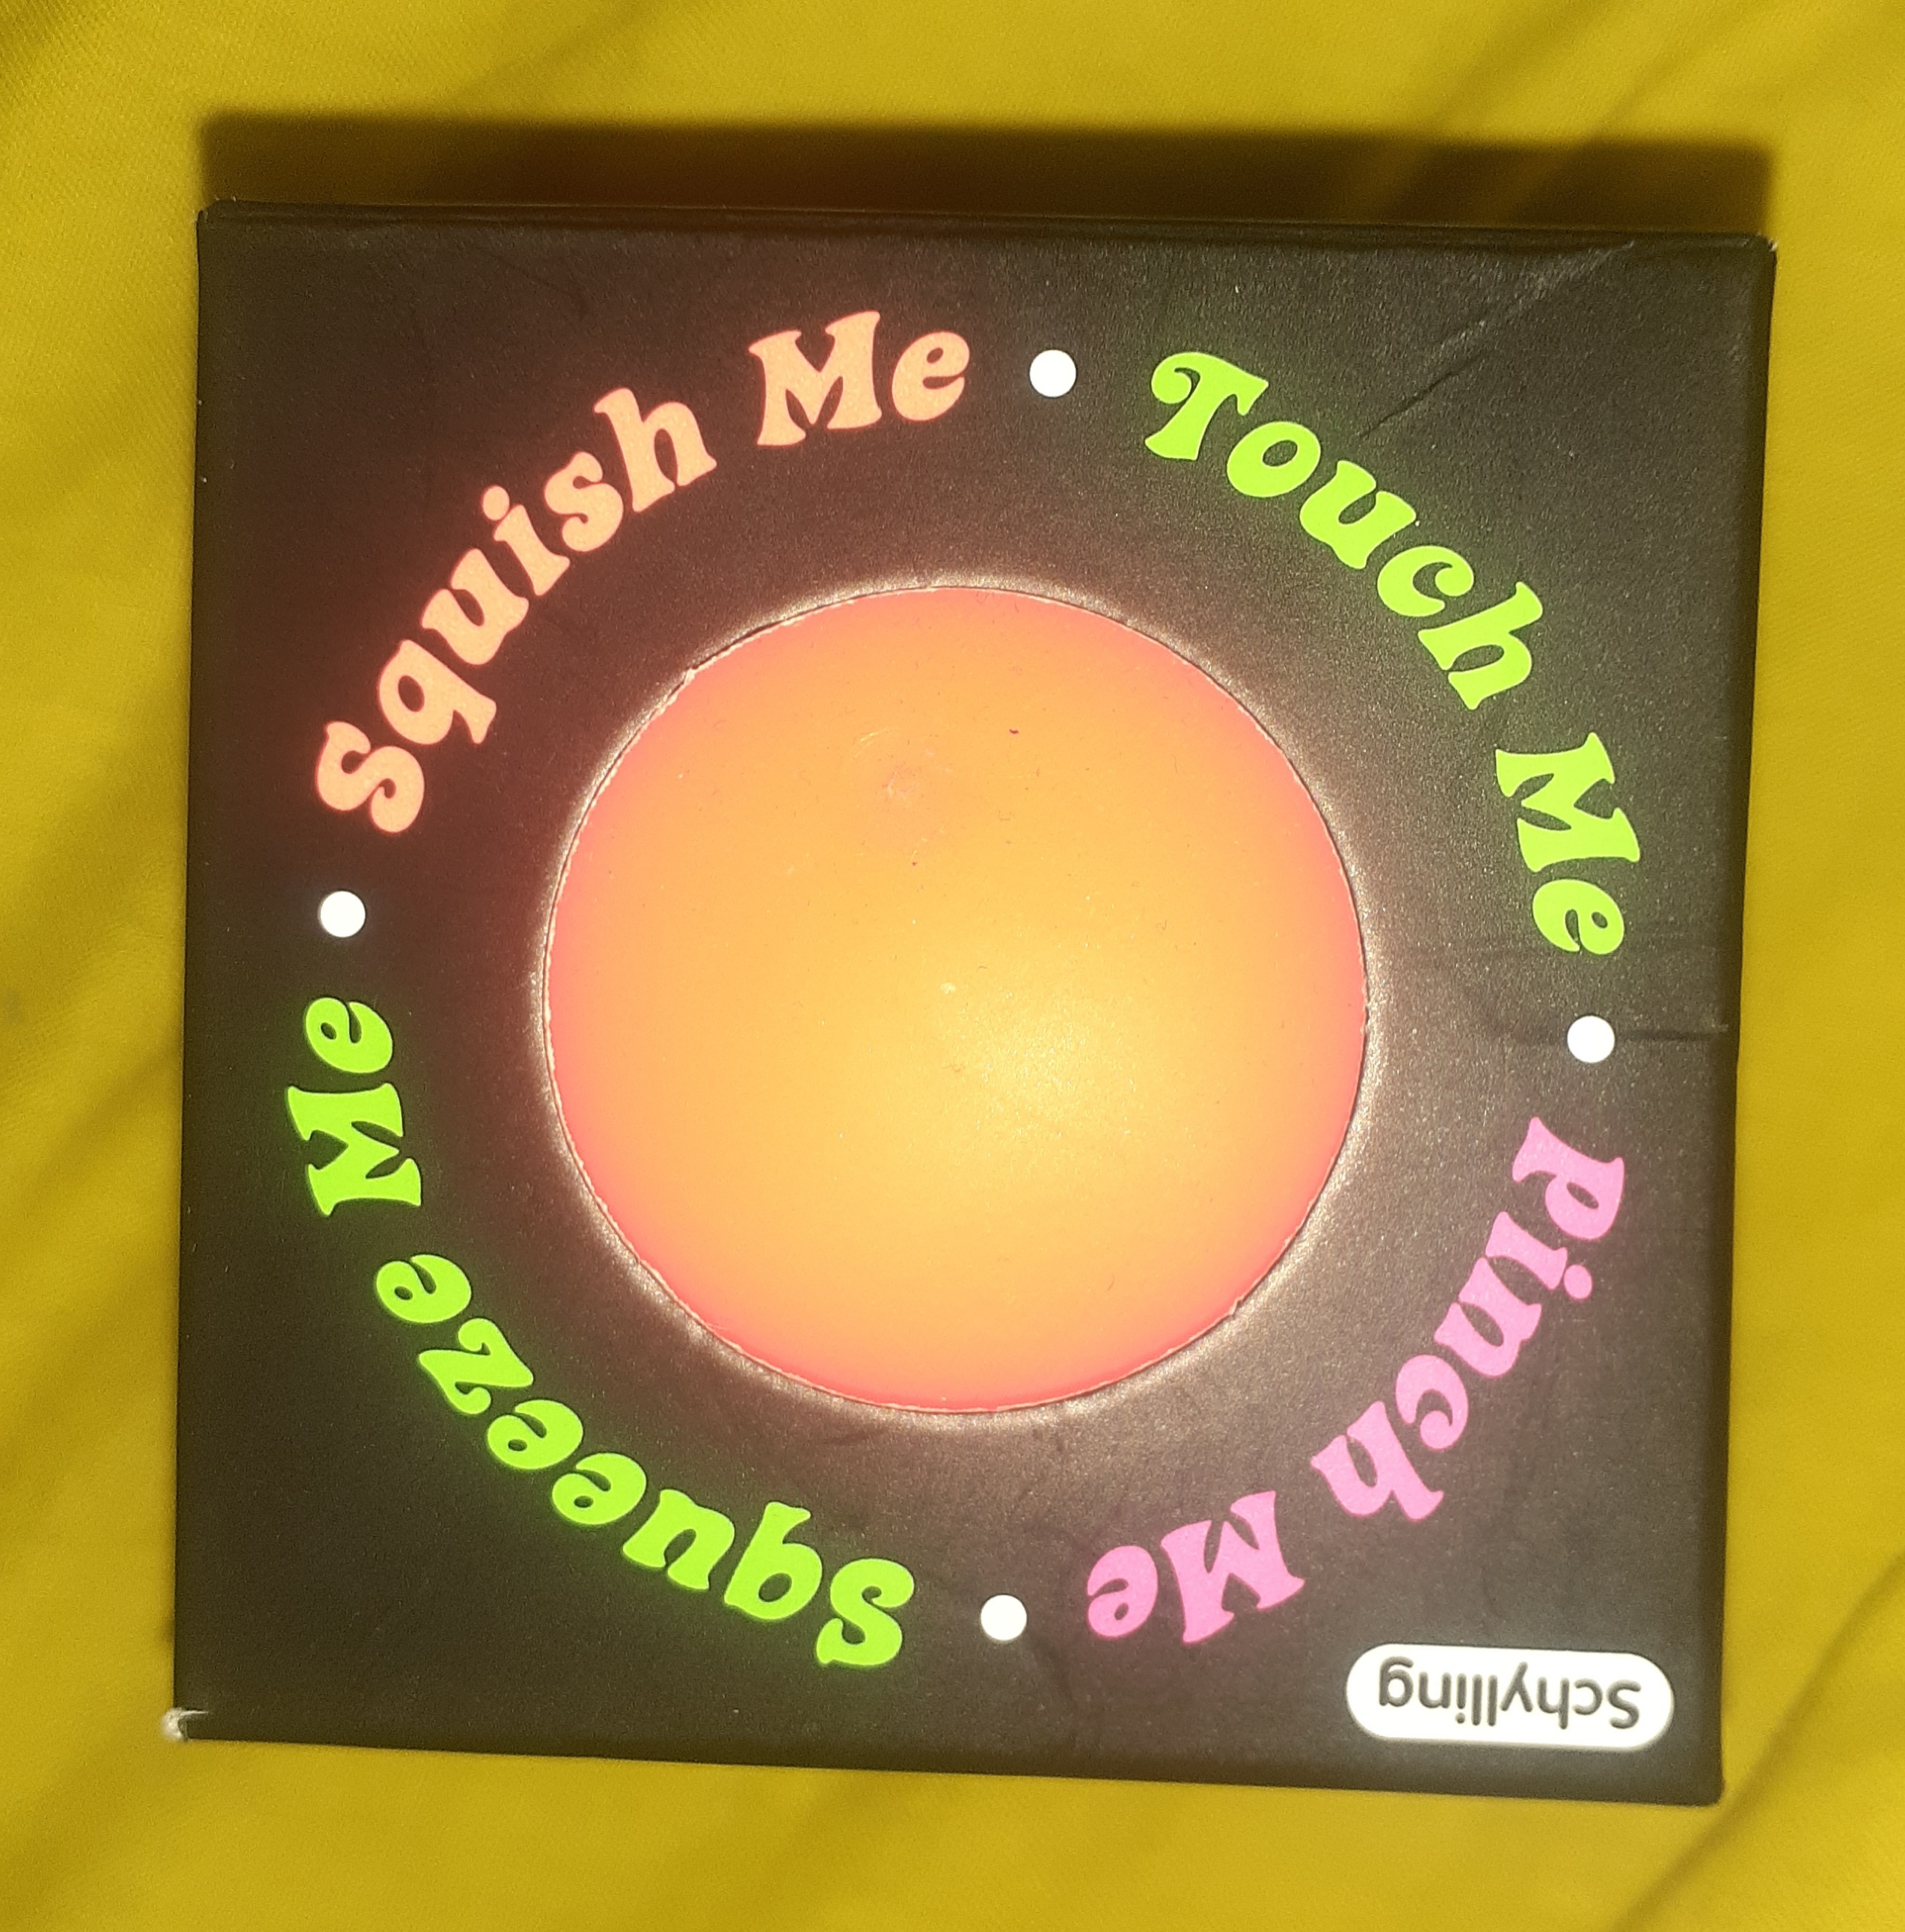 Squish Me • Touch Me • Pinch Me • Squeeze Me •
Schylling